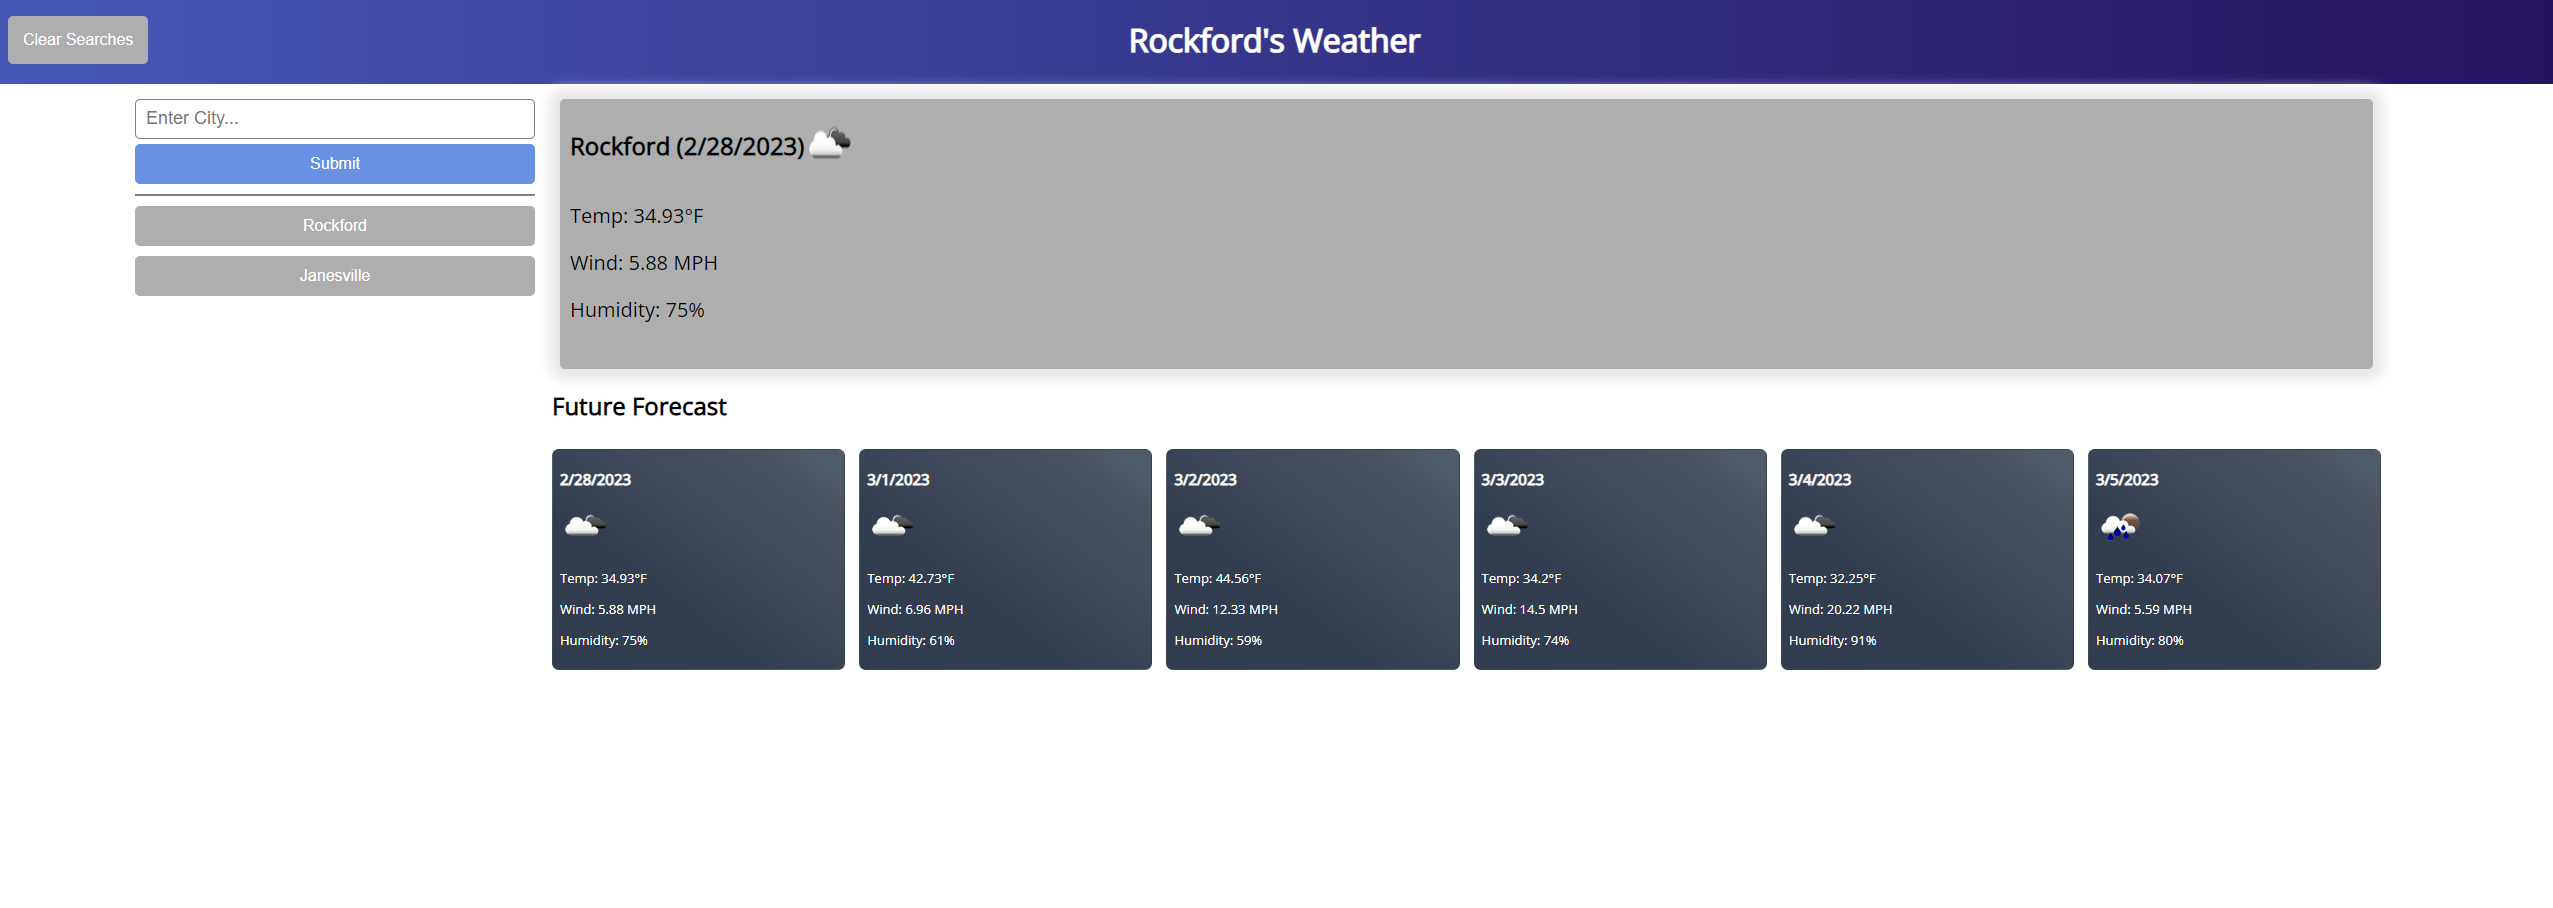 Clear Searches
Rockford's Weather
Enter City...
Submit
Rockford
Janesville
Rockford (2/28/2023)
Temp: 34.93°F
Wind: 5.88 MPH
Humidity: 75%
Future Forecast
2/28/2023
Temp: 34.93°F
Wind: 5.88 MPH
Humidity: 75%
3/1/2023
Temp: 42.73°F
Wind: 6.96 MPH
Humidity: 61%
3/2/2023
Temp: 44.56°F
Wind: 12.33 MPH
Humidity: 59%
3/3/2023
Temp: 34.2°F
Wind: 14.5 MPH
Humidity: 74%
3/4/2023
Temp: 32.25°F
Wind: 20.22 MPH
Humidity: 91%
3/5/2023
Temp: 34.07°F
Wind: 5.59 MPH
Humidity: 80%